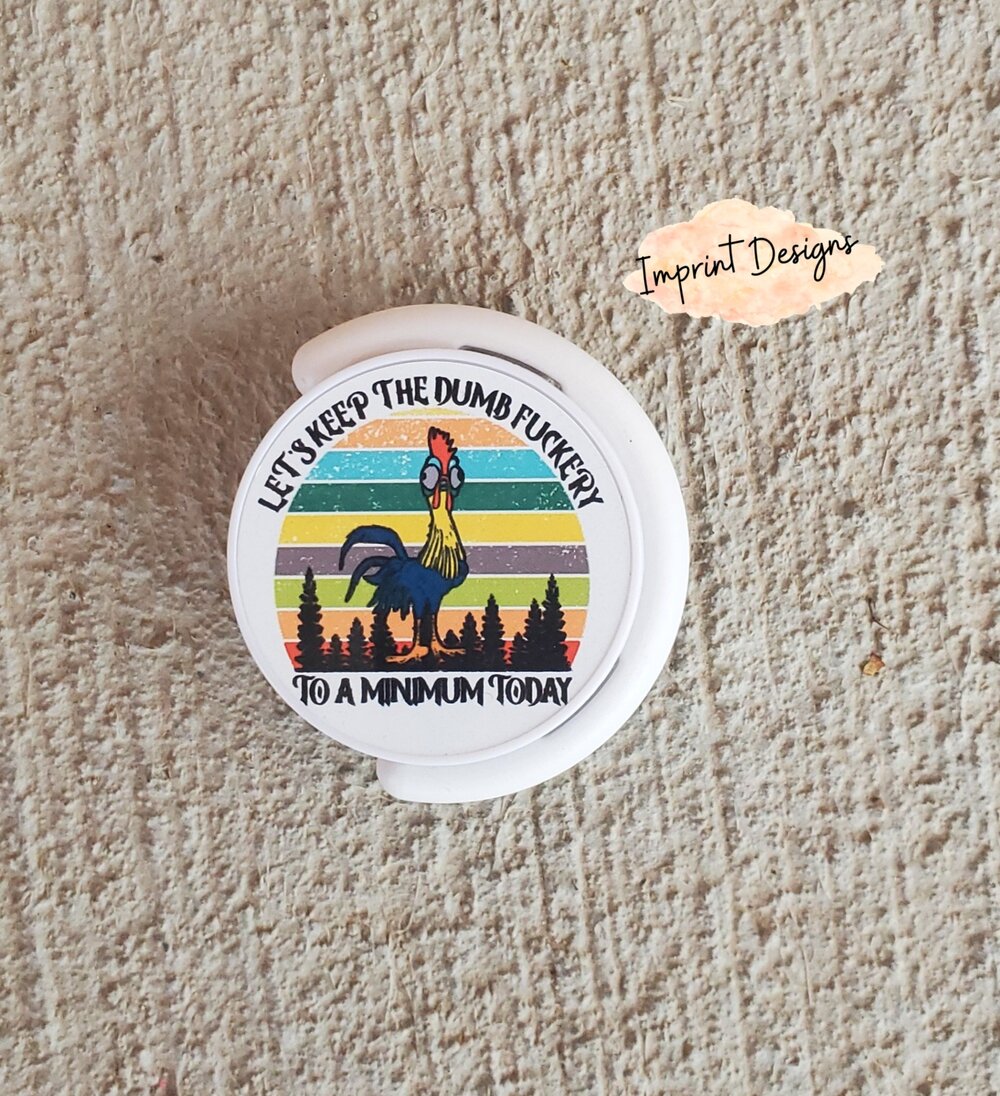 Imprint Designs
LET'S KEEP THE DUMB FUCKERY
TO A MINIMUM TODAY